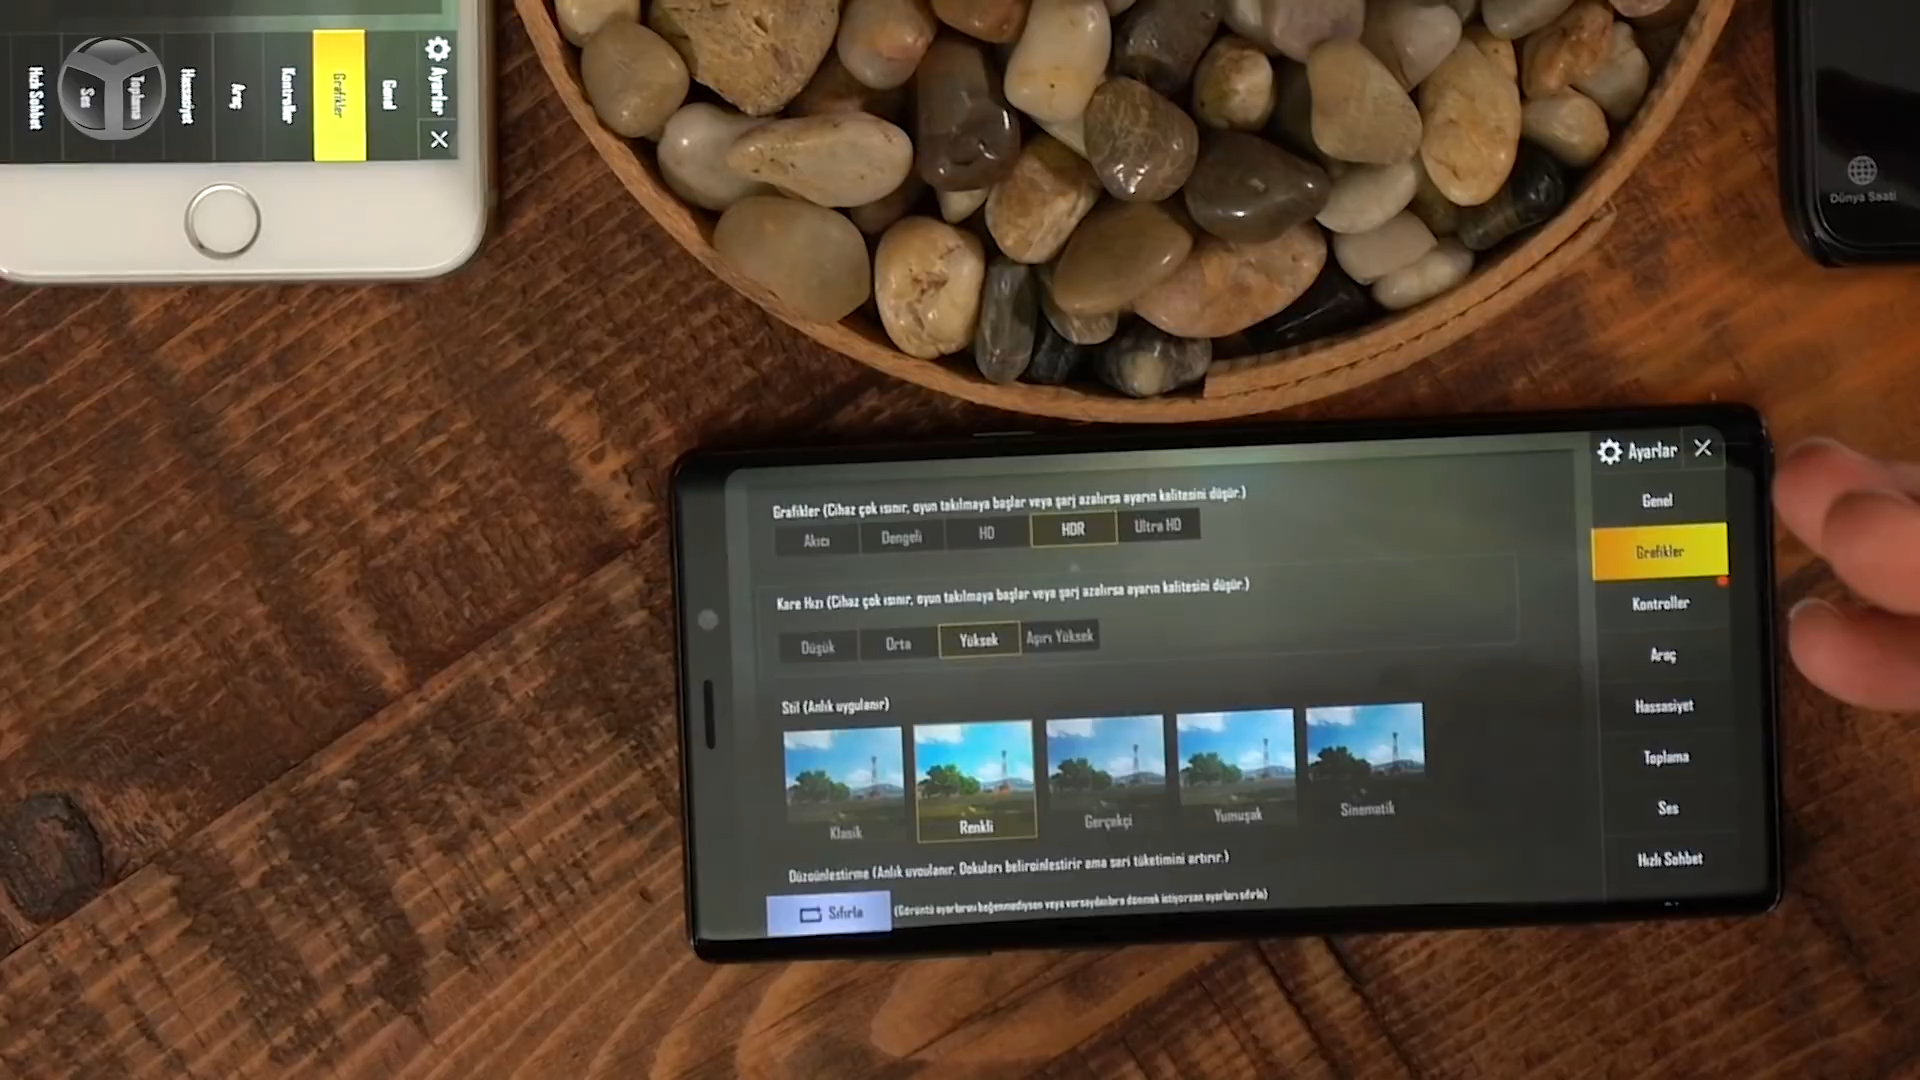 Ayarlar
Genel
Grafikler
Kontroller
Araç
Hassasiyet
Toplama
Ses
Hızlı Sohbet
Dünya Saati
Ayarlar
Grafikler (Cihaz çok ısınır, oyun takılmaya başlar veya şarj azalırsa ayarın kalitesini düşür.)
Akıcı Dengeli HD HDR Ultra HD
Kare Hızı (Cihaz çok ısınır, oyun takılmaya başlar veya şarj azalırsa ayarın kalitesini düşür.)
Düşük Orta Yüksek Aşırı Yüksek
Stil (Anlık uygulanır)
Klasik Renkli Gerçekçi Yumuşak Sinematik
Düzgünleştirme (Anlık uygulanır. Dokuları belirginleştirir ama sarj tüketimini artırır.)
Sıfırla (Görüntü ayarlarını beğenmediysen veya varsayılanlara dönmek istiyorsan ayarları sıfırla)
Genel
Grafikler
Kontroller
Araç
Hassasiyet
Toplama
Ses
Hızlı Sohbet